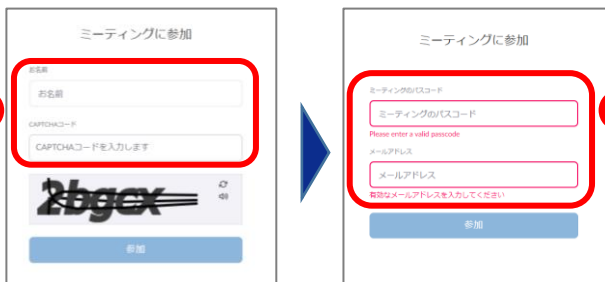 ミーティングに参加
お名前
お名前
CAPTCHAコード
CAPTCHAコードを入力します
2bgcx
参加
ミーティングに参加
ミーティングのパスコード
ミーティングのパスコード
Please enter a valid passcode
メールアドレス
メールアドレス
有効なメールアドレスを入力してください
参加